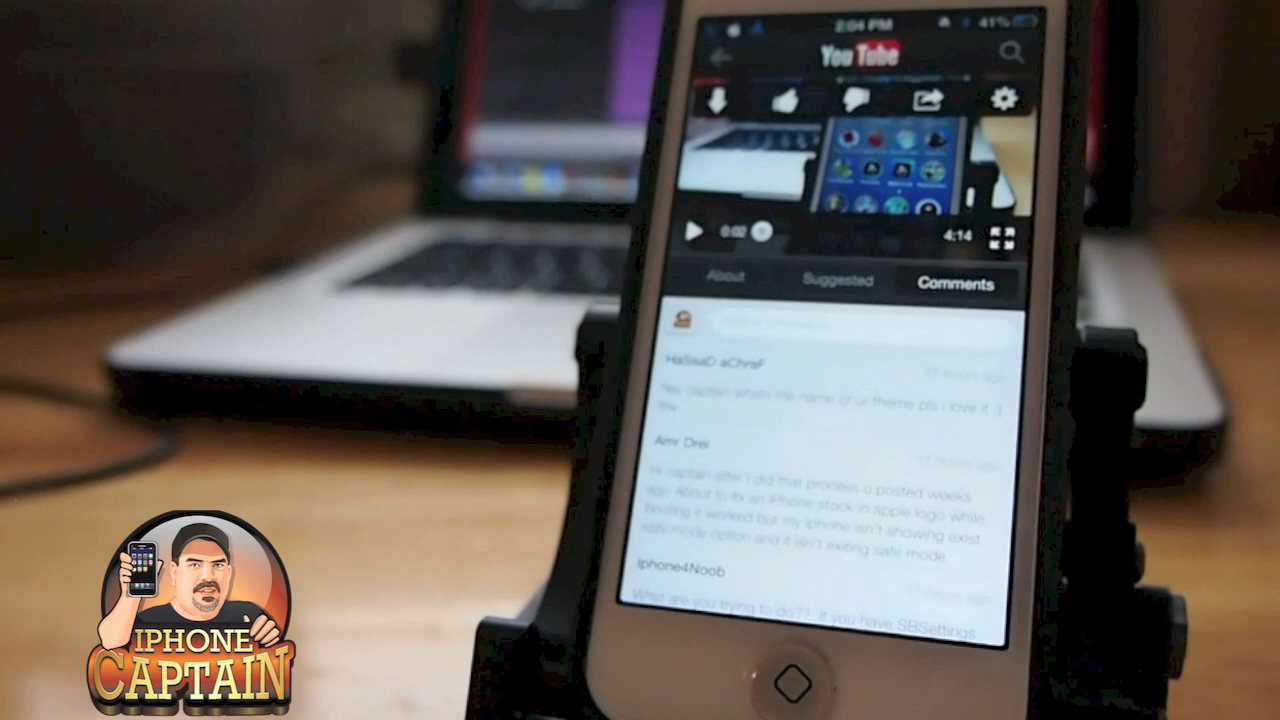 2:04 PM 41%
YouTube
0:02 4:14
About Suggested Comments
HaSsaD aChraF
captain whats the name of ur theme pls i love it :)
Amr Drei
Hi captain after i did that process u posted weeks
ago About to fix an iPhone stock in apple logo while
booting it worked but my iphone isn't showing exist
safe mode option and it isn't exiting safe mode
Iphone4Noob
What are you trying to do?? If you have SBSettings
IPHONE
CAPTAIN